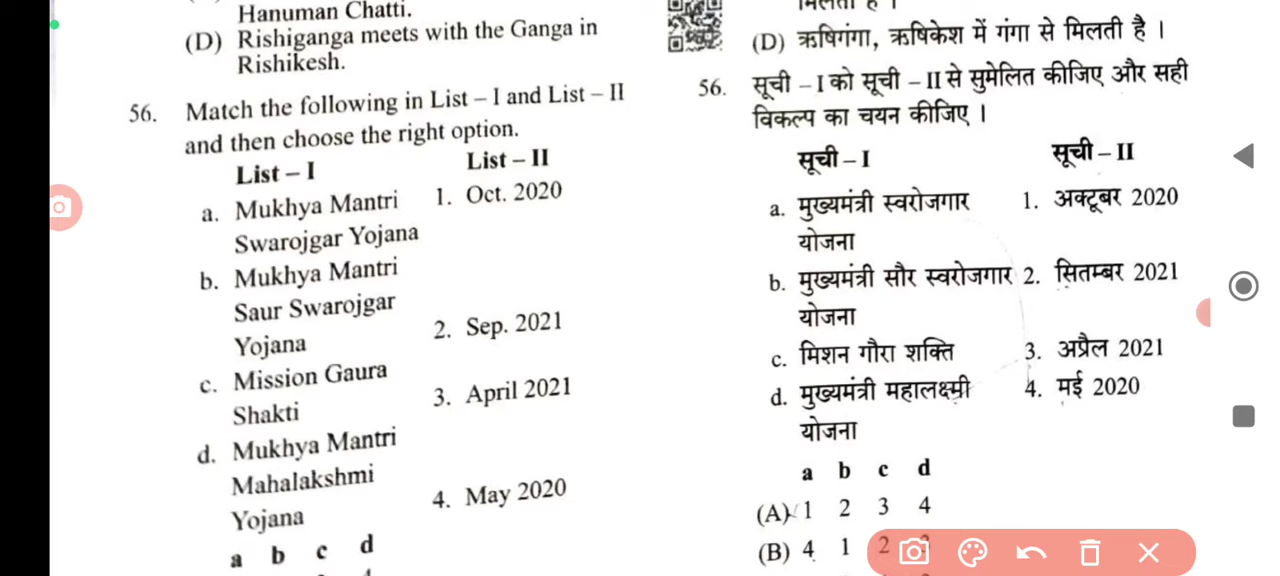 Hanuman Chatti.
(D) Rishiganga meets with the Ganga in
Rishikesh.
56. Match the following in List – I and List – II
and then choose the right option.
List – I List – II
a. Mukhya Mantri 1. Oct. 2020
Swarojgar Yojana
b. Mukhya Mantri
Saur Swarojgar
Yojana 2. Sep. 2021
c. Mission Gaura
Shakti 3. April 2021
d. Mukhya Mantri
Mahalakshmi
Yojana 4. May 2020
a b c d
(D) ऋषिगंगा, ऋषिकेश में गंगा से मिलती है ।
56. सूची – I को सूची – II से सुमेलित कीजिए और सही
विकल्प का चयन कीजिए ।
सूची – I सूची – II
a. मुख्यमंत्री स्वरोजगार 1. अक्टूबर 2020
योजना
b. मुख्यमंत्री सौर स्वरोजगार 2. सितम्बर 2021
योजना
c. मिशन गौरा शक्ति 3. अप्रैल 2021
d. मुख्यमंत्री महालक्ष्मी 4. मई 2020
योजना
a b c d
(A) 1 2 3 4
(B) 4 1 2